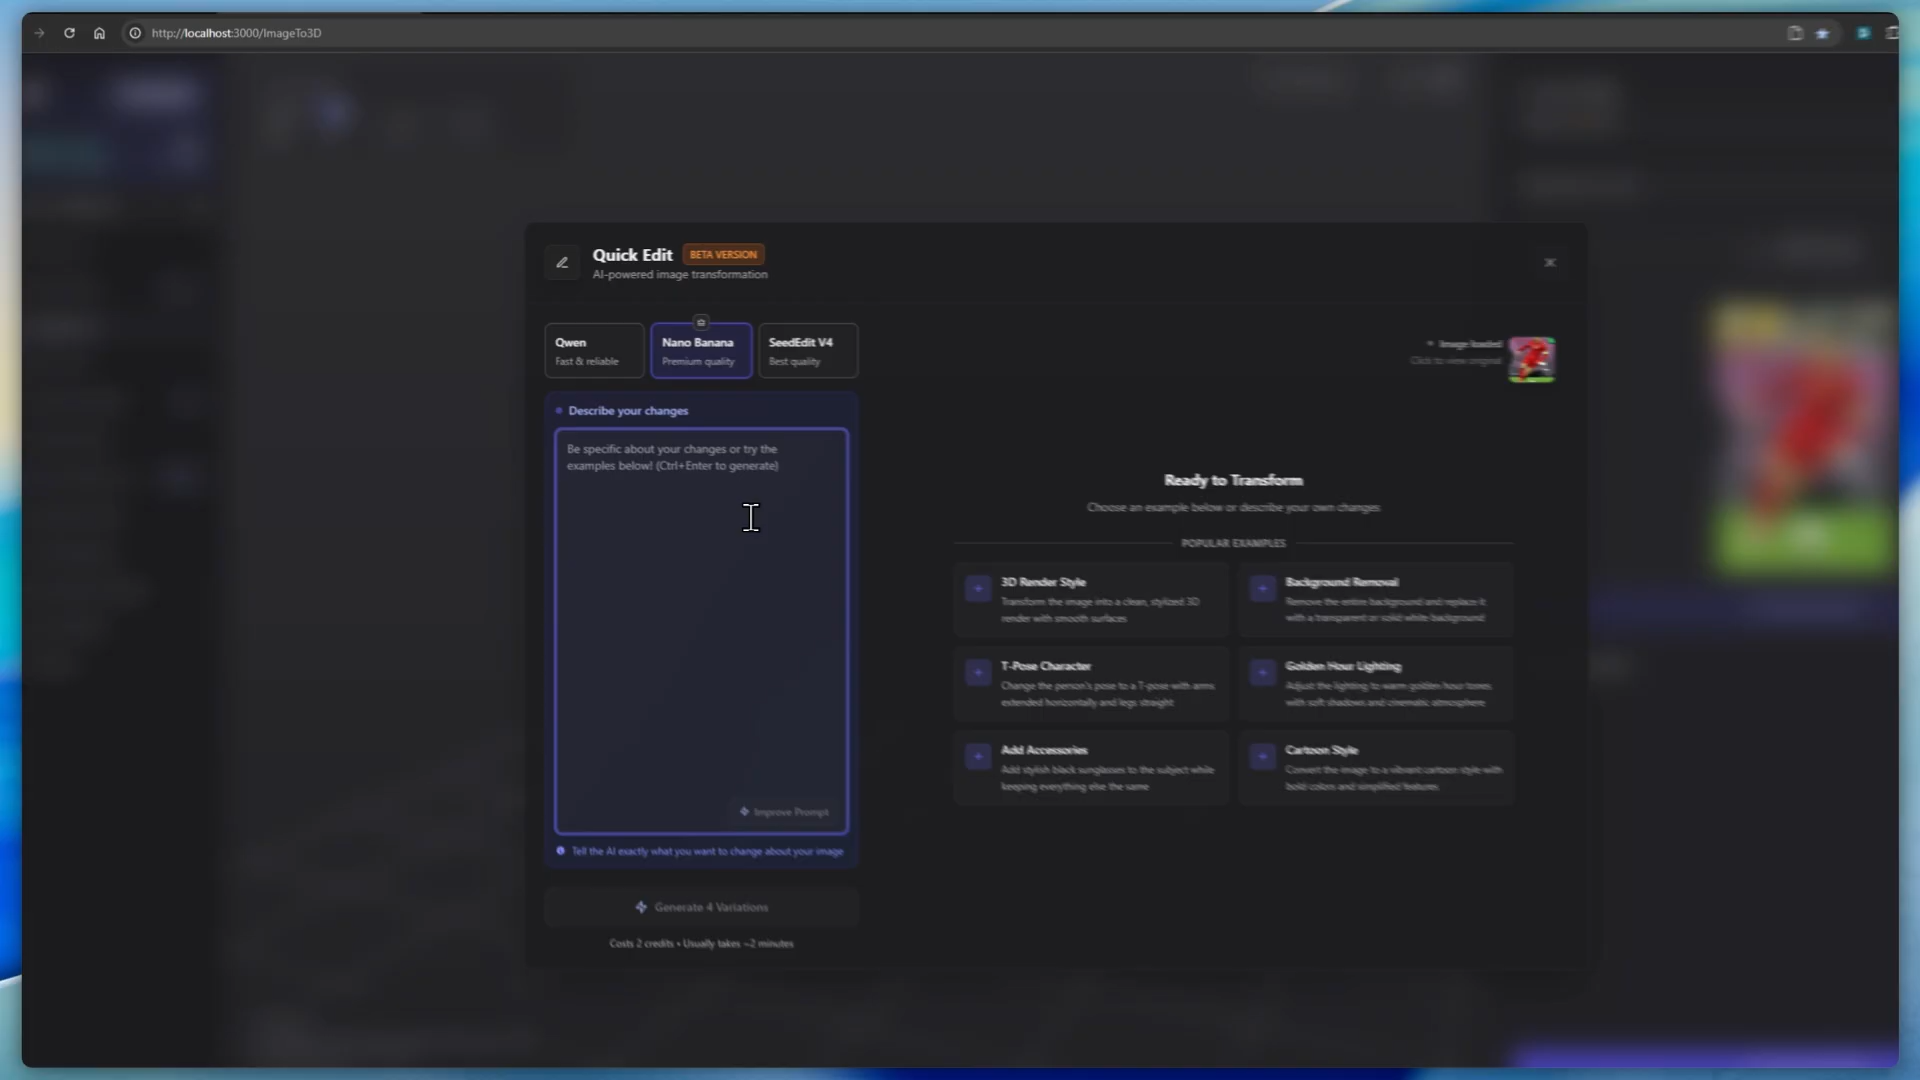 http://localhost:3000/ImageTo3D
Quick Edit
BETA VERSION
AI-powered image transformation
Qwen
Fast & reliable
Nano Banana
Premium quality
SeedEdit V4
Best quality
Image loaded
Click to view original
Describe your changes
Be specific about your changes or try the
examples below! (Ctrl+Enter to generate)
Improve Prompt
Tell the AI exactly what you want to change about your image
Generate 4 Variations
Costs 2 credits • Usually takes ~2 minutes
Ready to Transform
Choose an example below or describe your own changes
POPULAR EXAMPLES
3D Render Style
Transform the image into a clean, stylized 3D
render with smooth surfaces
Background Removal
Remove the entire background and replace it
with a transparent or solid white background
T-Pose Character
Change the person's pose to a T-pose with arms
extended horizontally and legs straight
Golden Hour Lighting
Adjust the lighting to warm golden hour tones
with soft shadows and cinematic atmosphere
Add Accessories
Add stylish black sunglasses to the subject while
keeping everything else the same
Cartoon Style
Convert the image to a vibrant cartoon style with
bold colors and simplified features